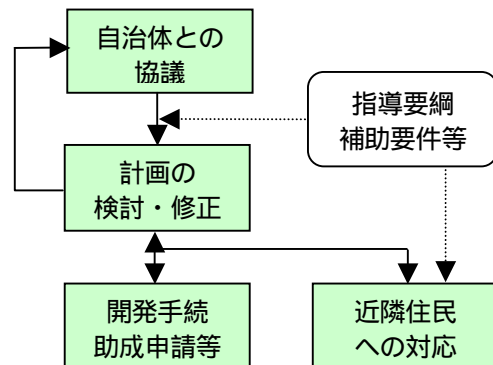 自治体との
協議
指導要綱
補助要件等
計画の
検討・修正
開発手続
助成申請等
近隣住民
への対応